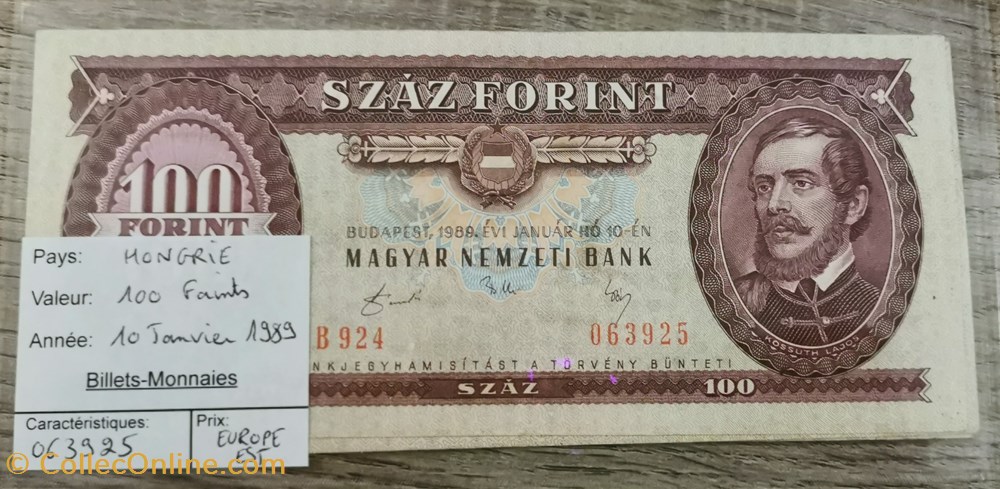 SZÁZ FORINT
100
FORINT
BUDAPEST, 1989. ÉVI JANUÁR HÓ 10-ÉN
MAGYAR NEMZETI BANK
B 924
063925
KOSSUTH LAJOS
NKJEGYHAMISÍTÁST A TÖRVÉNY BÜNTETI
SZÁZ
100
Pays: HONGRIE
Valeur: 100 Forints
Année: 10 Janvier 1989
Billets-Monnaies
Caractéristiques:
063925
Prix:
EUROPE
EST
© CollecOnline.com